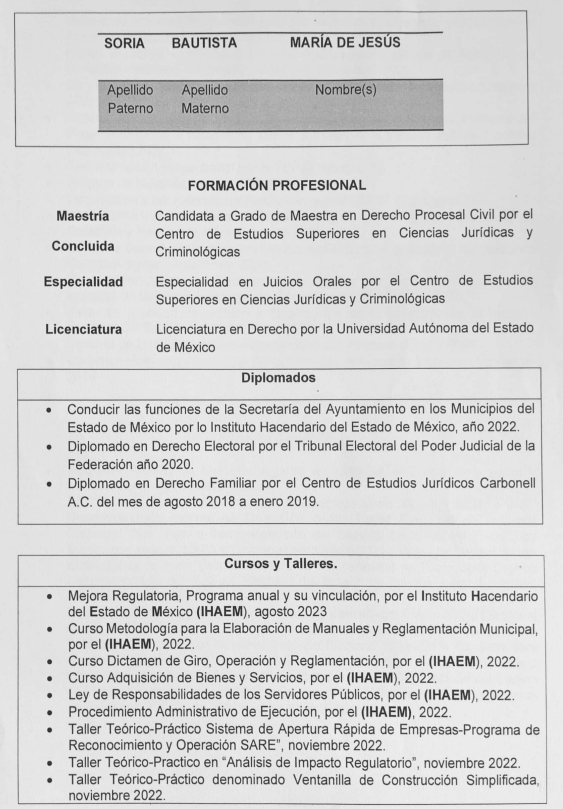 SORIA BAUTISTA MARÍA DE JESÚS
Apellido Paterno Apellido Materno Nombre(s)
FORMACIÓN PROFESIONAL
Maestría Concluida
Candidata a Grado de Maestra en Derecho Procesal Civil por el
Centro de Estudios Superiores en Ciencias Jurídicas y
Criminológicas
Especialidad
Especialidad en Juicios Orales por el Centro de Estudios
Superiores en Ciencias Jurídicas y Criminológicas
Licenciatura
Licenciatura en Derecho por la Universidad Autónoma del Estado
de México
Diplomados
• Conducir las funciones de la Secretaría del Ayuntamiento en los Municipios del
Estado de México por lo Instituto Hacendario del Estado de México, año 2022.
• Diplomado en Derecho Electoral por el Tribunal Electoral del Poder Judicial de la
Federación año 2020.
• Diplomado en Derecho Familiar por el Centro de Estudios Jurídicos Carbonell
A.C. del mes de agosto 2018 a enero 2019.
Cursos y Talleres.
• Mejora Regulatoria, Programa anual y su vinculación, por el Instituto Hacendario
del Estado de México (IHAEM), agosto 2023
• Curso Metodología para la Elaboración de Manuales y Reglamentación Municipal,
por el (IHAEM), 2022.
• Curso Dictamen de Giro, Operación y Reglamentación, por el (IHAEM), 2022.
• Curso Adquisición de Bienes y Servicios, por el (IHAEM), 2022.
• Ley de Responsabilidades de los Servidores Públicos, por el (IHAEM), 2022.
• Procedimiento Administrativo de Ejecución, por el (IHAEM), 2022.
• Taller Teórico-Práctico Sistema de Apertura Rápida de Empresas-Programa de
Reconocimiento y Operación SARE", noviembre 2022.
• Taller Teórico-Practico en "Análisis de Impacto Regulatorio", noviembre 2022.
• Taller Teórico-Práctico denominado Ventanilla de Construcción Simplificada,
noviembre 2022.